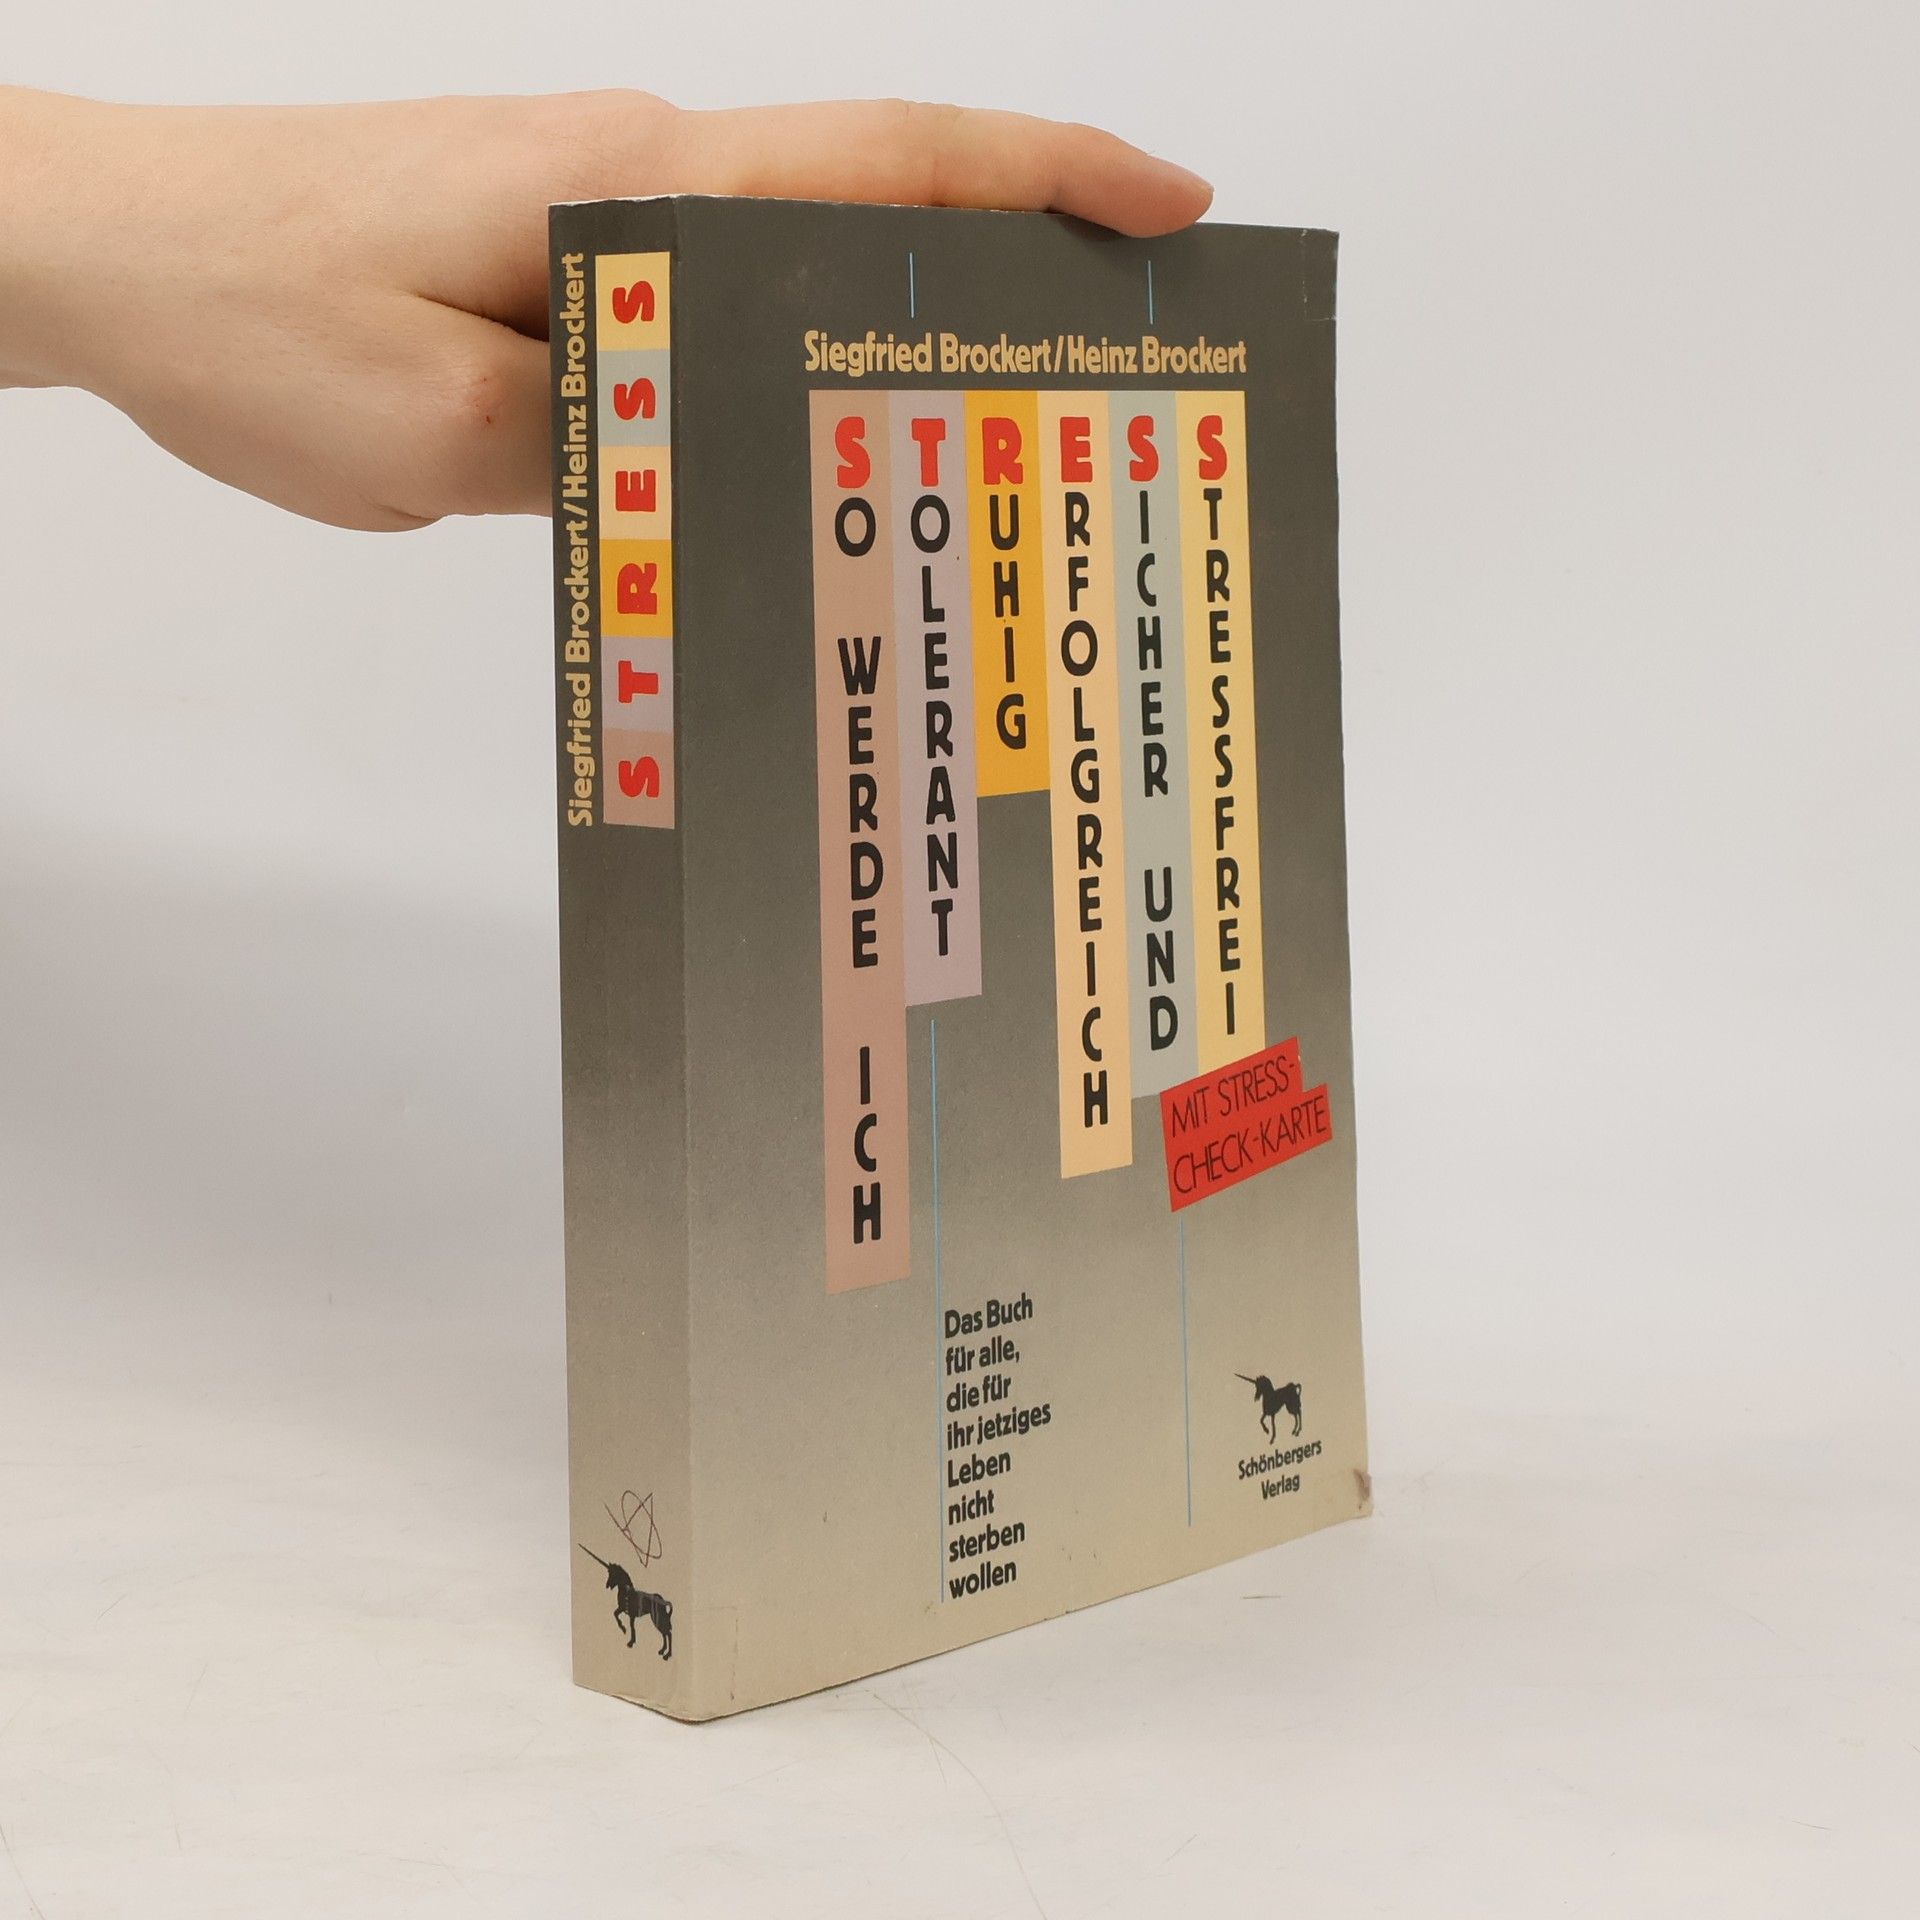 Siegfried Brockert/Heinz Brockert
STRESS
Siegfried Brockert/Heinz Brockert
SO WERDE ICH
TOLERANT
RUHIG
ERFOLGREICH
SICHER UND
STRESSFREI
MIT STRESS-
CHECK-KARTE
Das Buch
für alle,
die für
ihr jetziges
Leben
nicht
sterben
wollen
Schönbergers
Verlag